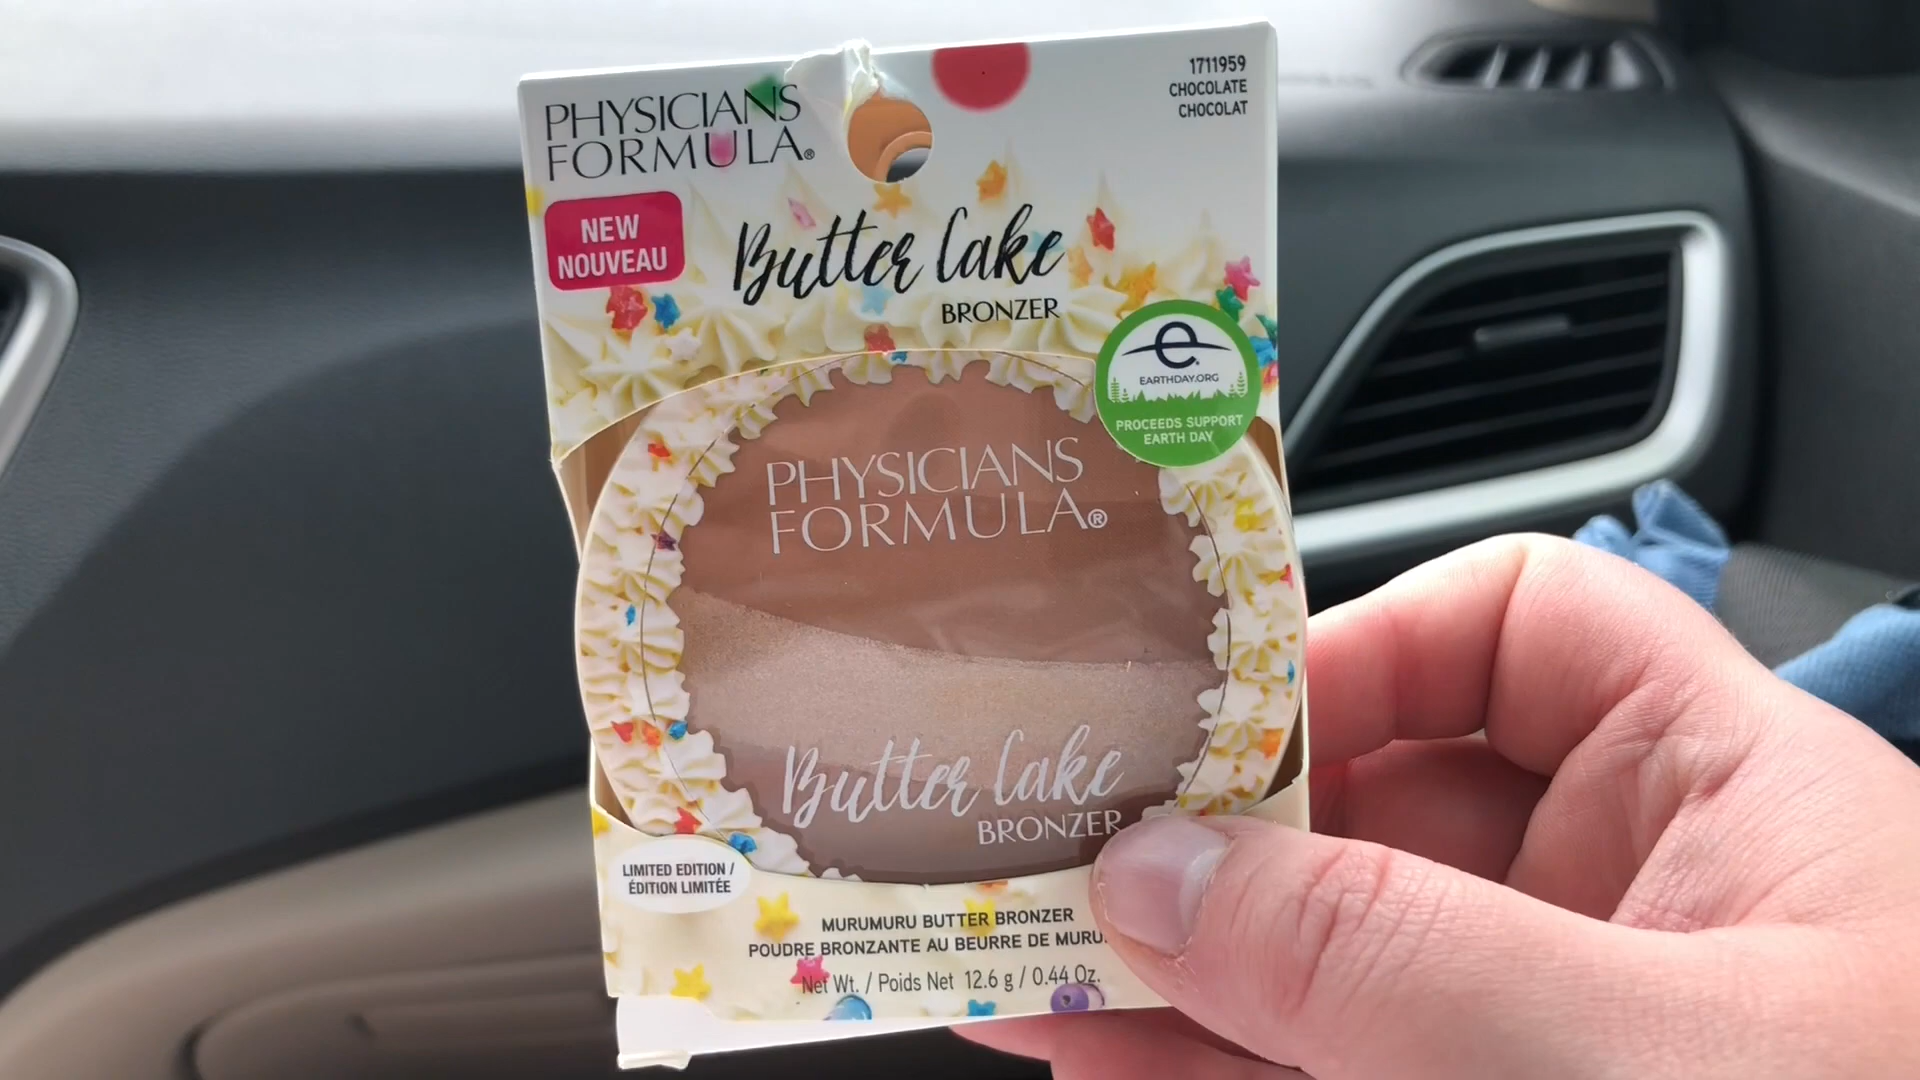 PHYSICIANS
FORMULA®
1711959
CHOCOLATE
CHOCOLAT
NEW
NOUVEAU
Butter Cake
BRONZER
e
EARTHDAY.ORG
PROCEEDS SUPPORT
EARTH DAY
PHYSICIANS
FORMULA®
Butter Cake
BRONZER
LIMITED EDITION /
ÉDITION LIMITÉE
MURUMURU BUTTER BRONZER
POUDRE BRONZANTE AU BEURRE DE
Net Wt. / Poids Net 12.6 g / 0.44 Oz.